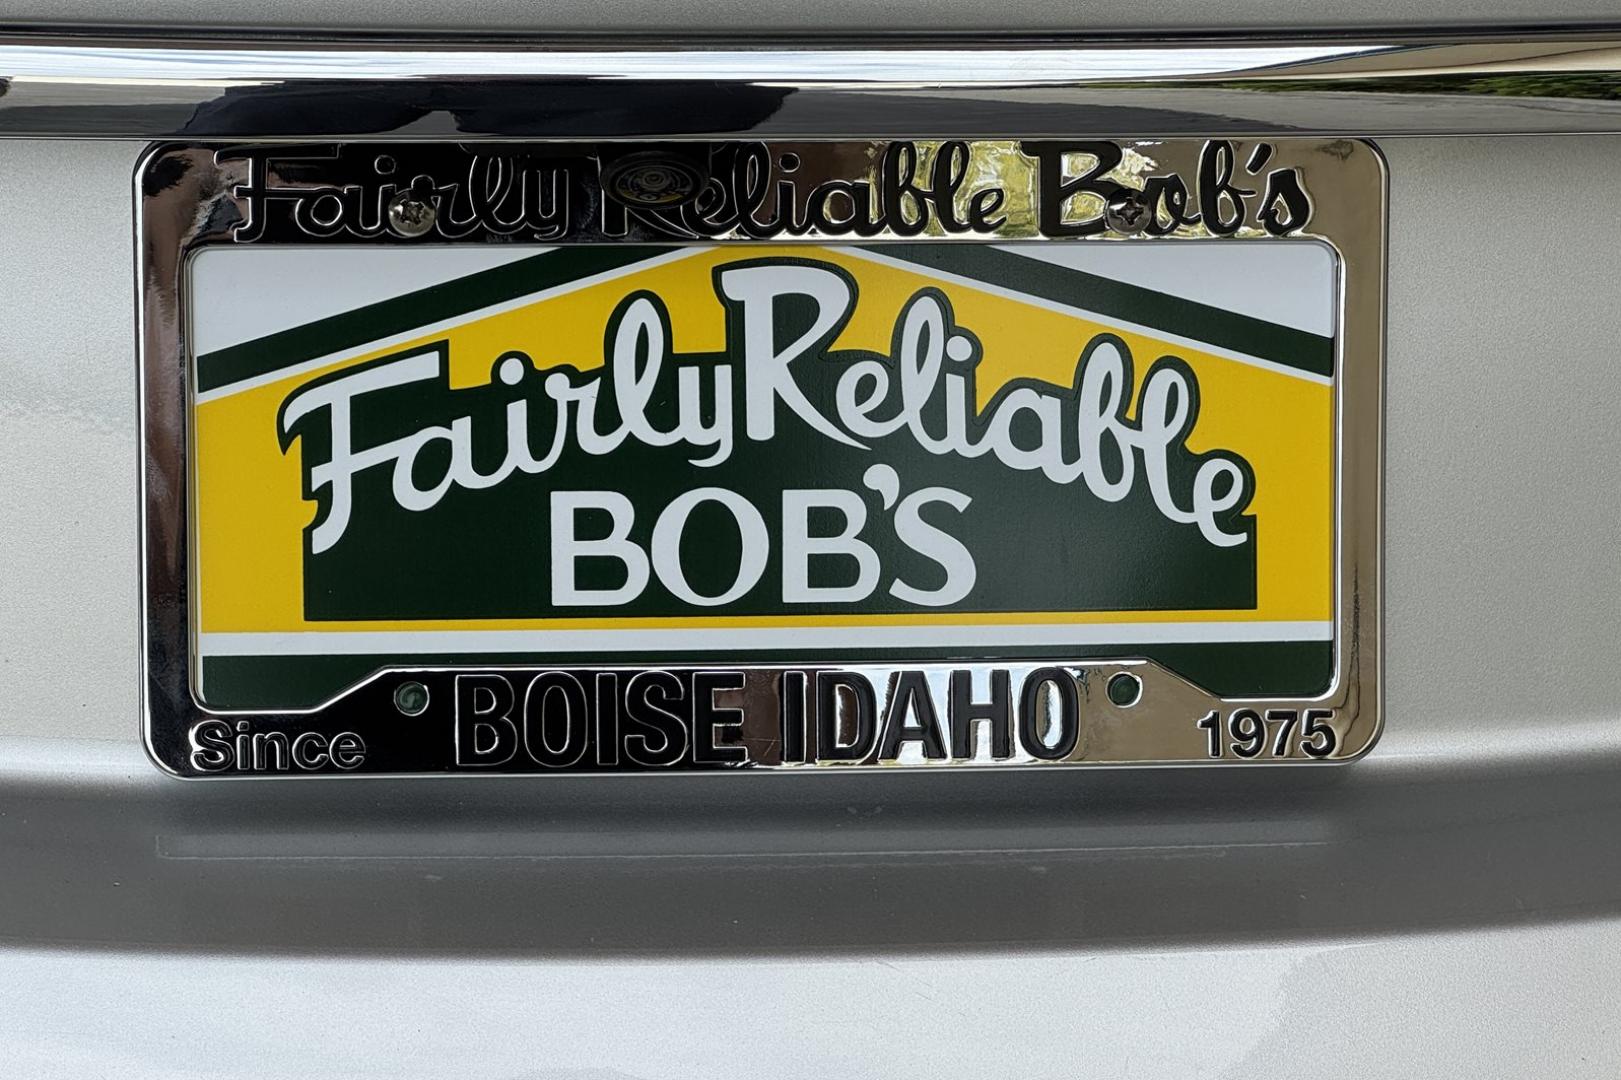 Fairly Reliable Bob's
Fairly Reliable
BOB'S
Since BOISE IDAHO 1975